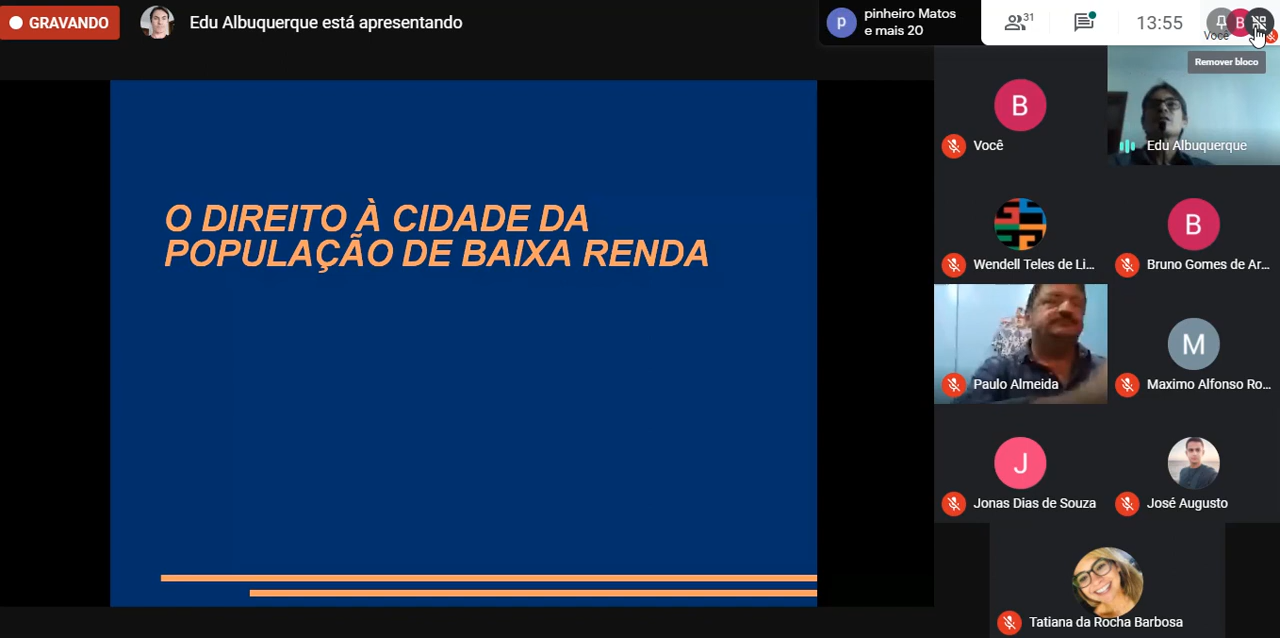 GRAVANDO
Edu Albuquerque está apresentando
p
pinheiro Matos
e mais 20
31
13:55
B
Você
Remover bloco
O DIREITO À CIDADE DA
POPULAÇÃO DE BAIXA RENDA
B
Você
Edu Albuquerque
Wendell Teles de Li...
B
Bruno Gomes de Ar...
Paulo Almeida
M
Maximo Alfonso Ro...
J
Jonas Dias de Souza
José Augusto
Tatiana da Rocha Barbosa